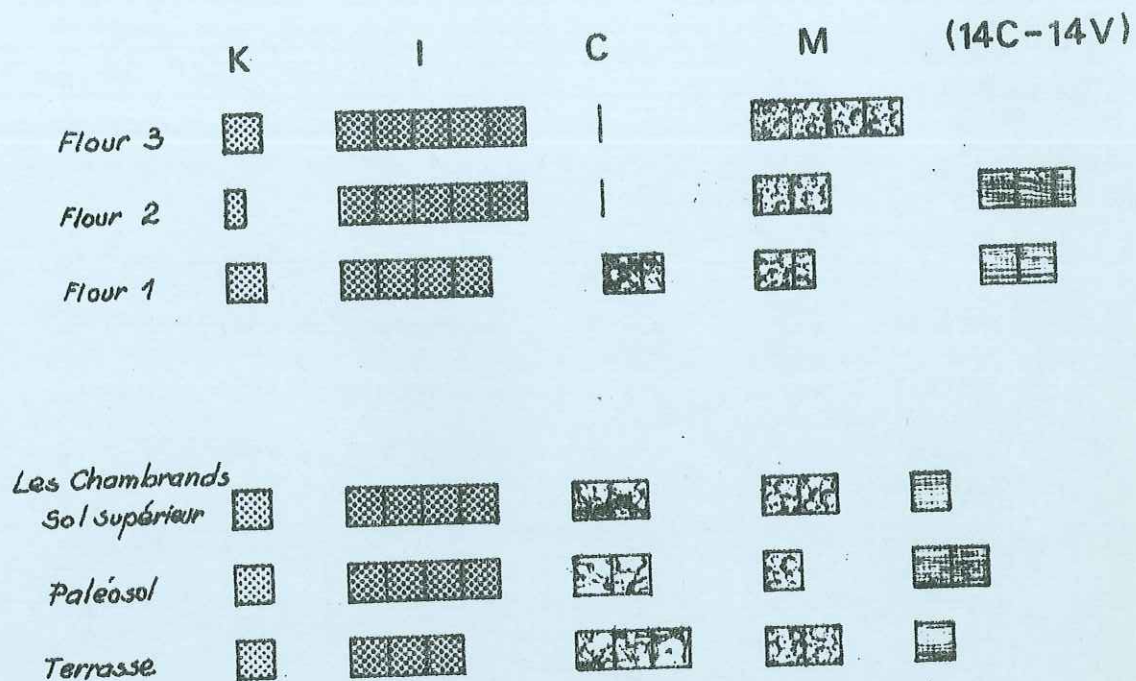 K I C M (14C-14V)
Flour 3
Flour 2
Flour 1
Les Chambrands
Sol supérieur
Paléosol
Terrasse